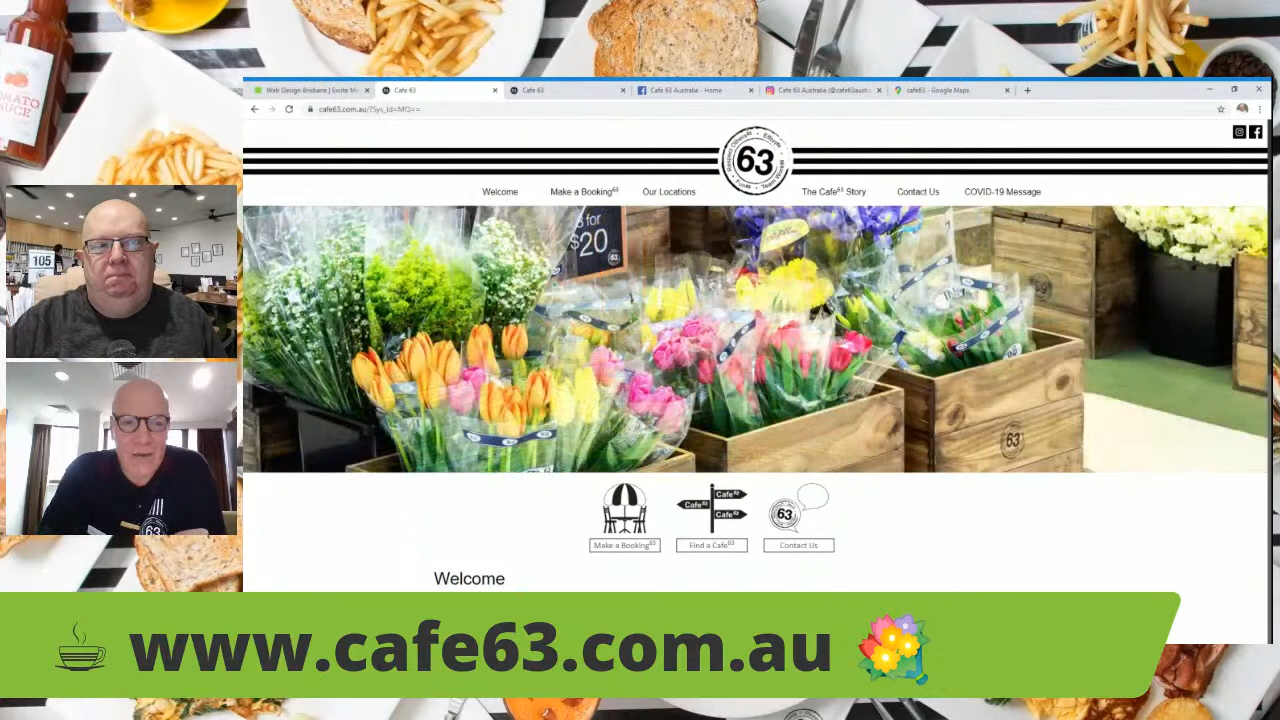 TOMATO
SAUCE
Web Design Brisbane | Excite M
Cafe 63
Cafe 63
Cafe 63 Australia - Home
Cafe 63 Australia (@cafe63austr
cafe63 - Google Maps
cafe63.com.au/?Sys_Id=MQ==
63
Welcome
Make a Booking63
Our Locations
The Cafe63 Story
Contact Us
COVID-19 Message
for
$20
63
105
63
63
Cafe63
Cafe63
Cafe63
63
Make a Booking63
Find a Cafe63
Contact Us
Welcome
www.cafe63.com.au